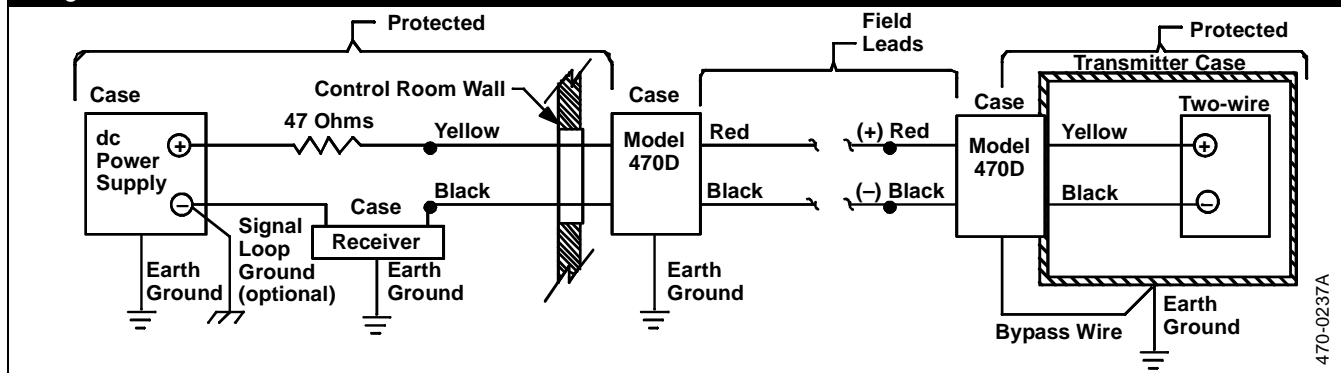 Protected
Field
Leads
Protected
Transmitter Case
Case
Control Room Wall
Case
Case
Two-wire
47 Ohms
dc
Power
Supply
+
–
Yellow
Black
Model
470D
Red
Black
(+) Red
(–) Black
Model
470D
Yellow
Black
+
–
Case
Receiver
Signal
Loop
Ground
(optional)
Earth
Ground
Earth
Ground
Earth
Ground
Bypass Wire
Earth
Ground
470-0237A